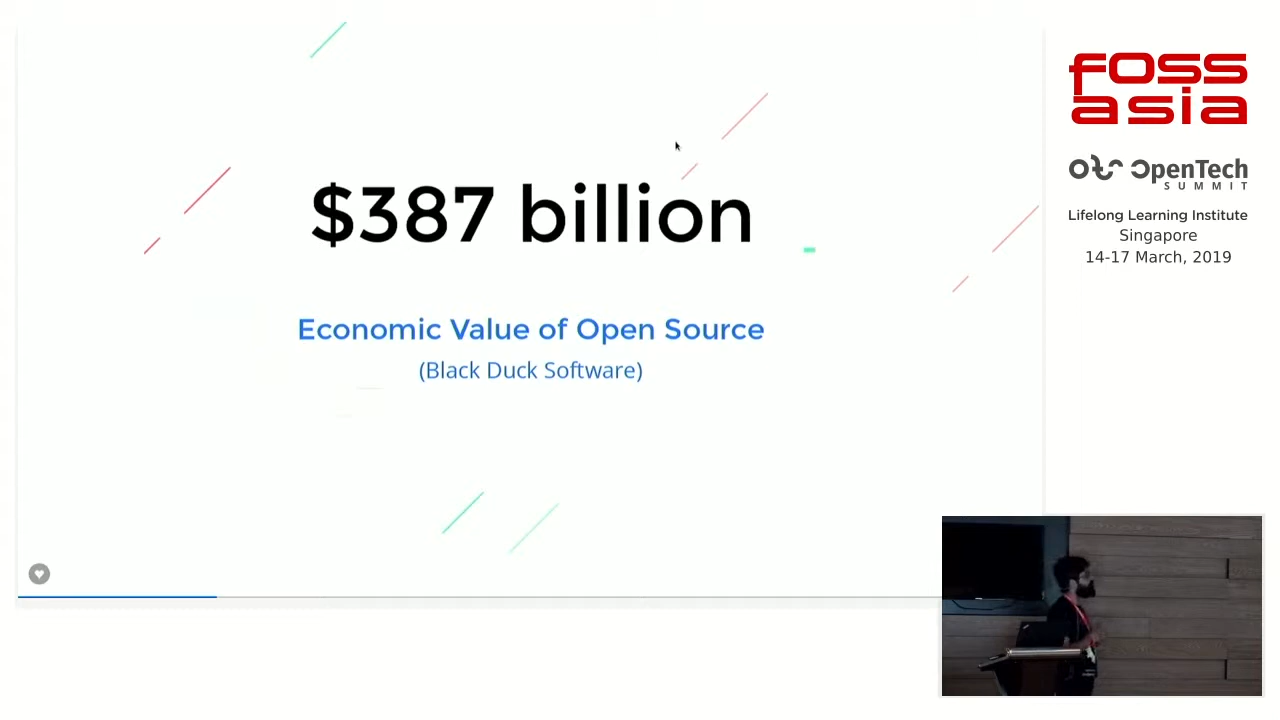 $387 billion
Economic Value of Open Source
(Black Duck Software)
foss
asia
OpenTech
SUMMIT
Lifelong Learning Institute
Singapore
14-17 March, 2019